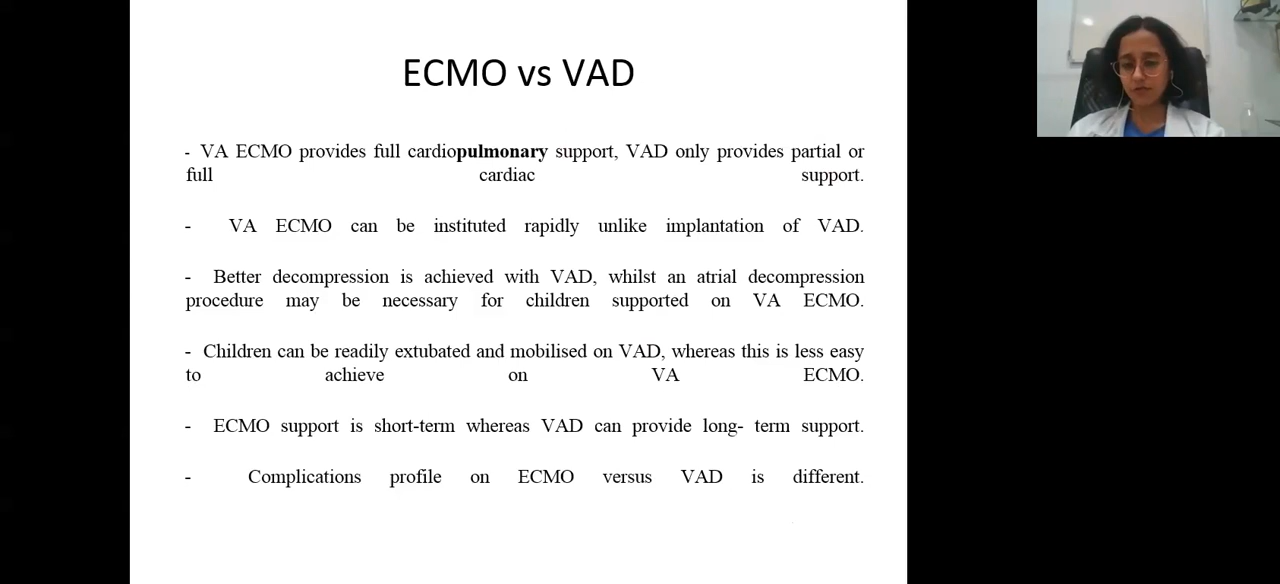 ECMO vs VAD
- VA ECMO provides full cardiopulmonary support, VAD only provides partial or
full cardiac support.
- VA ECMO can be instituted rapidly unlike implantation of VAD.
- Better decompression is achieved with VAD, whilst an atrial decompression
procedure may be necessary for children supported on VA ECMO.
- Children can be readily extubated and mobilised on VAD, whereas this is less easy
to achieve on VA ECMO.
- ECMO support is short-term whereas VAD can provide long- term support.
- Complications profile on ECMO versus VAD is different.